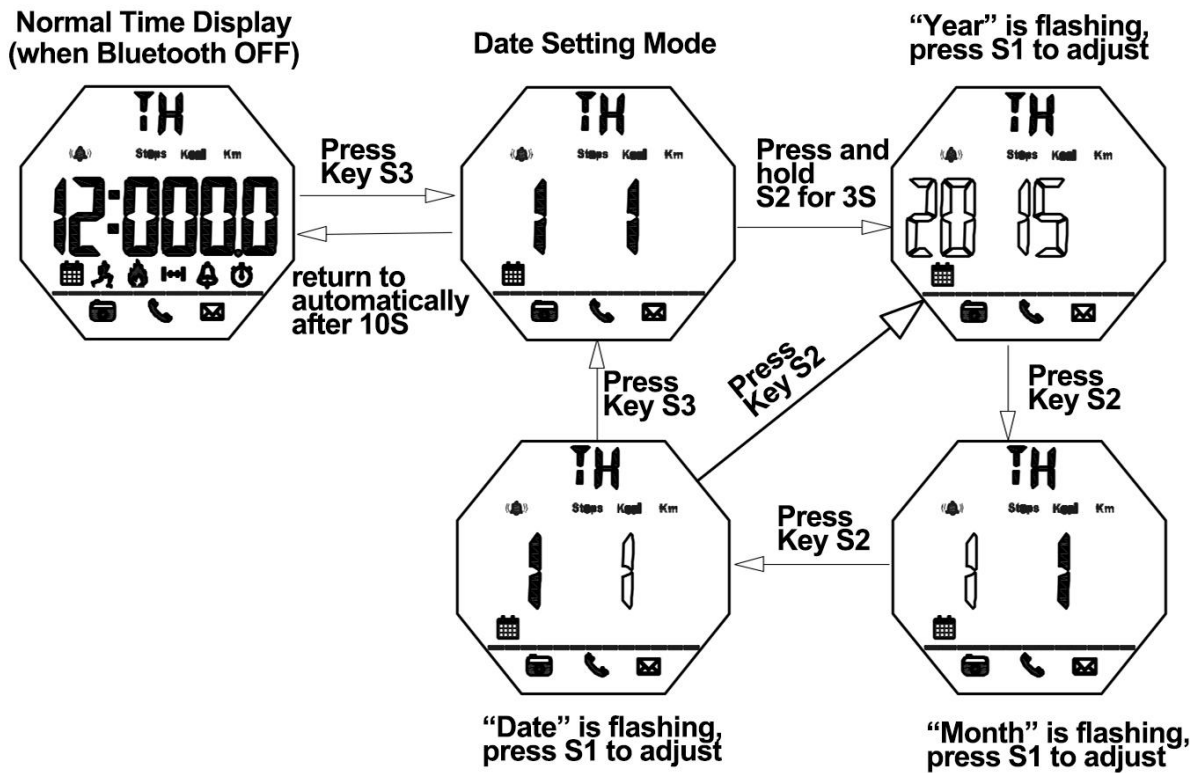 Normal Time Display
(when Bluetooth OFF)
Date Setting Mode
“Year” is flashing,
press S1 to adjust
TH
Steps Kcal Km
12:000.0
Press
Key S3
return to
automatically
after 10S
TH
Steps Kcal Km
1 1
Press and
hold
S2 for 3S
TH
Steps Kcal Km
20 15
Press
Key S3
Press
Key S2
Press
Key S2
TH
Steps Kcal Km
1 1
Press
Key S2
TH
Steps Kcal Km
1 1
“Date” is flashing,
press S1 to adjust
“Month” is flashing,
press S1 to adjust